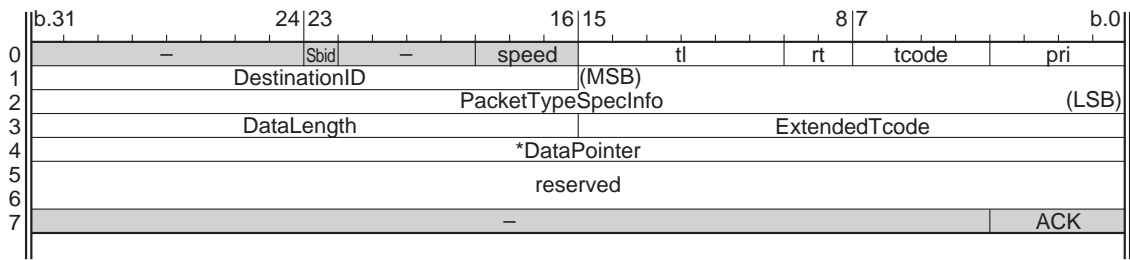 b.31 24 23 16 15 8 7 b.0
0 – Sbid – speed tl rt tcode pri
1 DestinationID (MSB)
2 PacketTypeSpecInfo (LSB)
3 DataLength ExtendedTcode
4 *DataPointer
5
reserved
6
7 – ACK